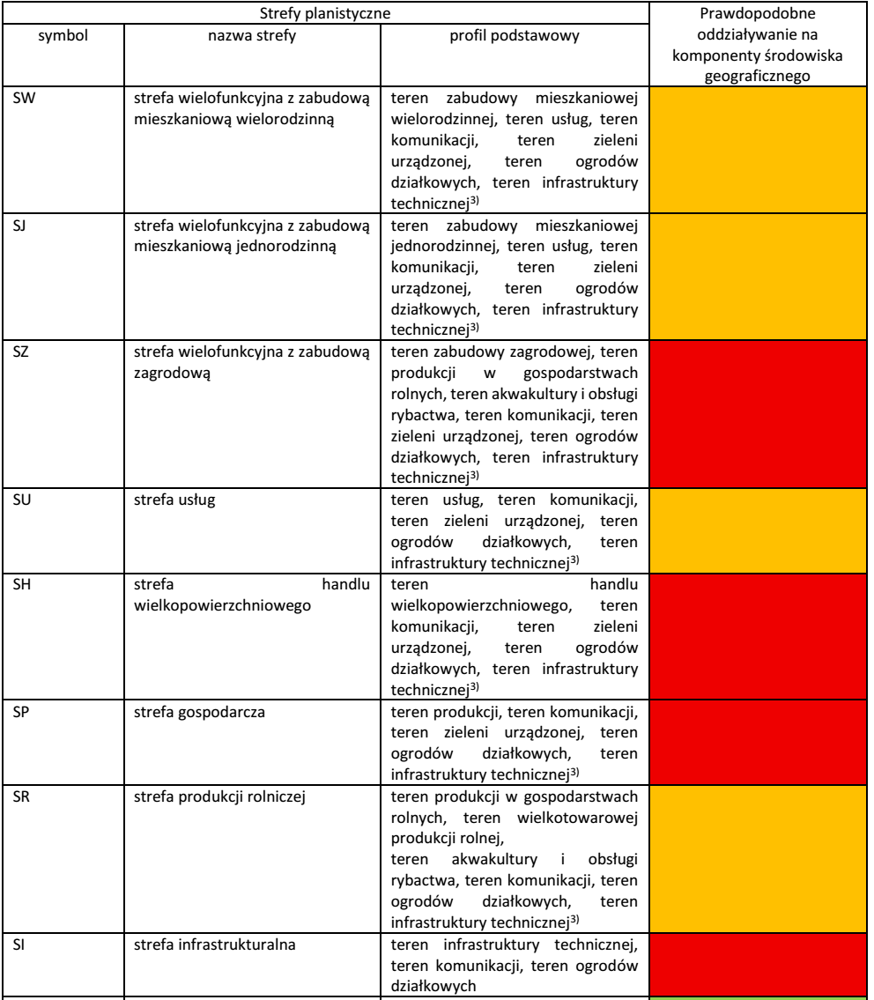 Strefy planistyczne
Prawdopodobne
oddziaływanie na
komponenty środowiska
geograficznego
symbol
nazwa strefy
profil podstawowy
SW
strefa wielofunkcyjna z zabudową
mieszkaniową wielorodzinną
teren zabudowy mieszkaniowej
wielorodzinnej, teren usług, teren
komunikacji, teren zieleni
urządzonej, teren ogrodów
działkowych, teren infrastruktury
technicznej3)
SJ
strefa wielofunkcyjna z zabudową
mieszkaniową jednorodzinną
teren zabudowy mieszkaniowej
jednorodzinnej, teren usług, teren
komunikacji, teren zieleni
urządzonej, teren ogrodów
działkowych, teren infrastruktury
technicznej3)
SZ
strefa wielofunkcyjna z zabudową
zagrodową
teren zabudowy zagrodowej, teren
produkcji w gospodarstwach
rolnych, teren akwakultury i obsługi
rybactwa, teren komunikacji, teren
zieleni urządzonej, teren ogrodów
działkowych, teren infrastruktury
technicznej3)
SU
strefa usług
teren usług, teren komunikacji,
teren zieleni urządzonej, teren
ogrodów działkowych, teren
infrastruktury technicznej3)
SH
strefa handlu
wielkopowierzchniowego
teren handlu
wielkopowierzchniowego, teren
komunikacji, teren zieleni
urządzonej, teren ogrodów
działkowych, teren infrastruktury
technicznej3)
SP
strefa gospodarcza
teren produkcji, teren komunikacji,
teren zieleni urządzonej, teren
ogrodów działkowych, teren
infrastruktury technicznej3)
SR
strefa produkcji rolniczej
teren produkcji w gospodarstwach
rolnych, teren wielkotowarowej
produkcji rolnej,
teren akwakultury i obsługi
rybactwa, teren komunikacji, teren
ogrodów działkowych, teren
infrastruktury technicznej3)
SI
strefa infrastrukturalna
teren infrastruktury technicznej,
teren komunikacji, teren ogrodów
działkowych